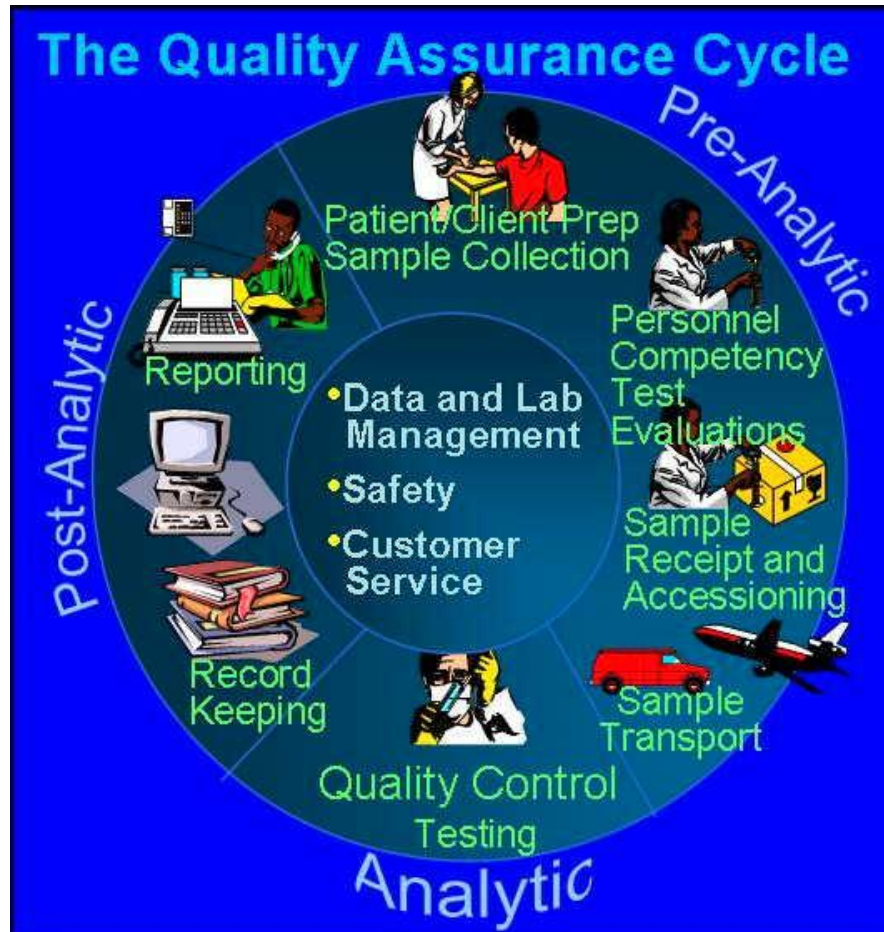 The Quality Assurance Cycle
Pre-Analytic
Patient/Client Prep
Sample Collection
Personnel
Competency
Test
Evaluations
Sample
Receipt and
Accessioning
Sample
Transport
Quality Control
Testing
Analytic
Record
Keeping
Reporting
Post-Analytic
•Data and Lab
Management
•Safety
•Customer
Service